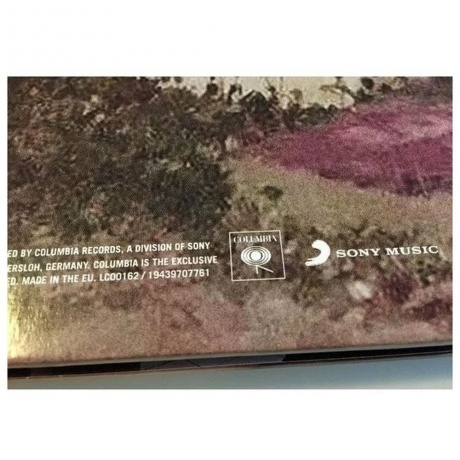 ED BY COLUMBIA RECORDS, A DIVISION OF SONY
ERSLOH, GERMANY. COLUMBIA IS THE EXCLUSIVE
ED. MADE IN THE EU. LC00162 / 19439707761
COLUMBIA
SONY MUSIC